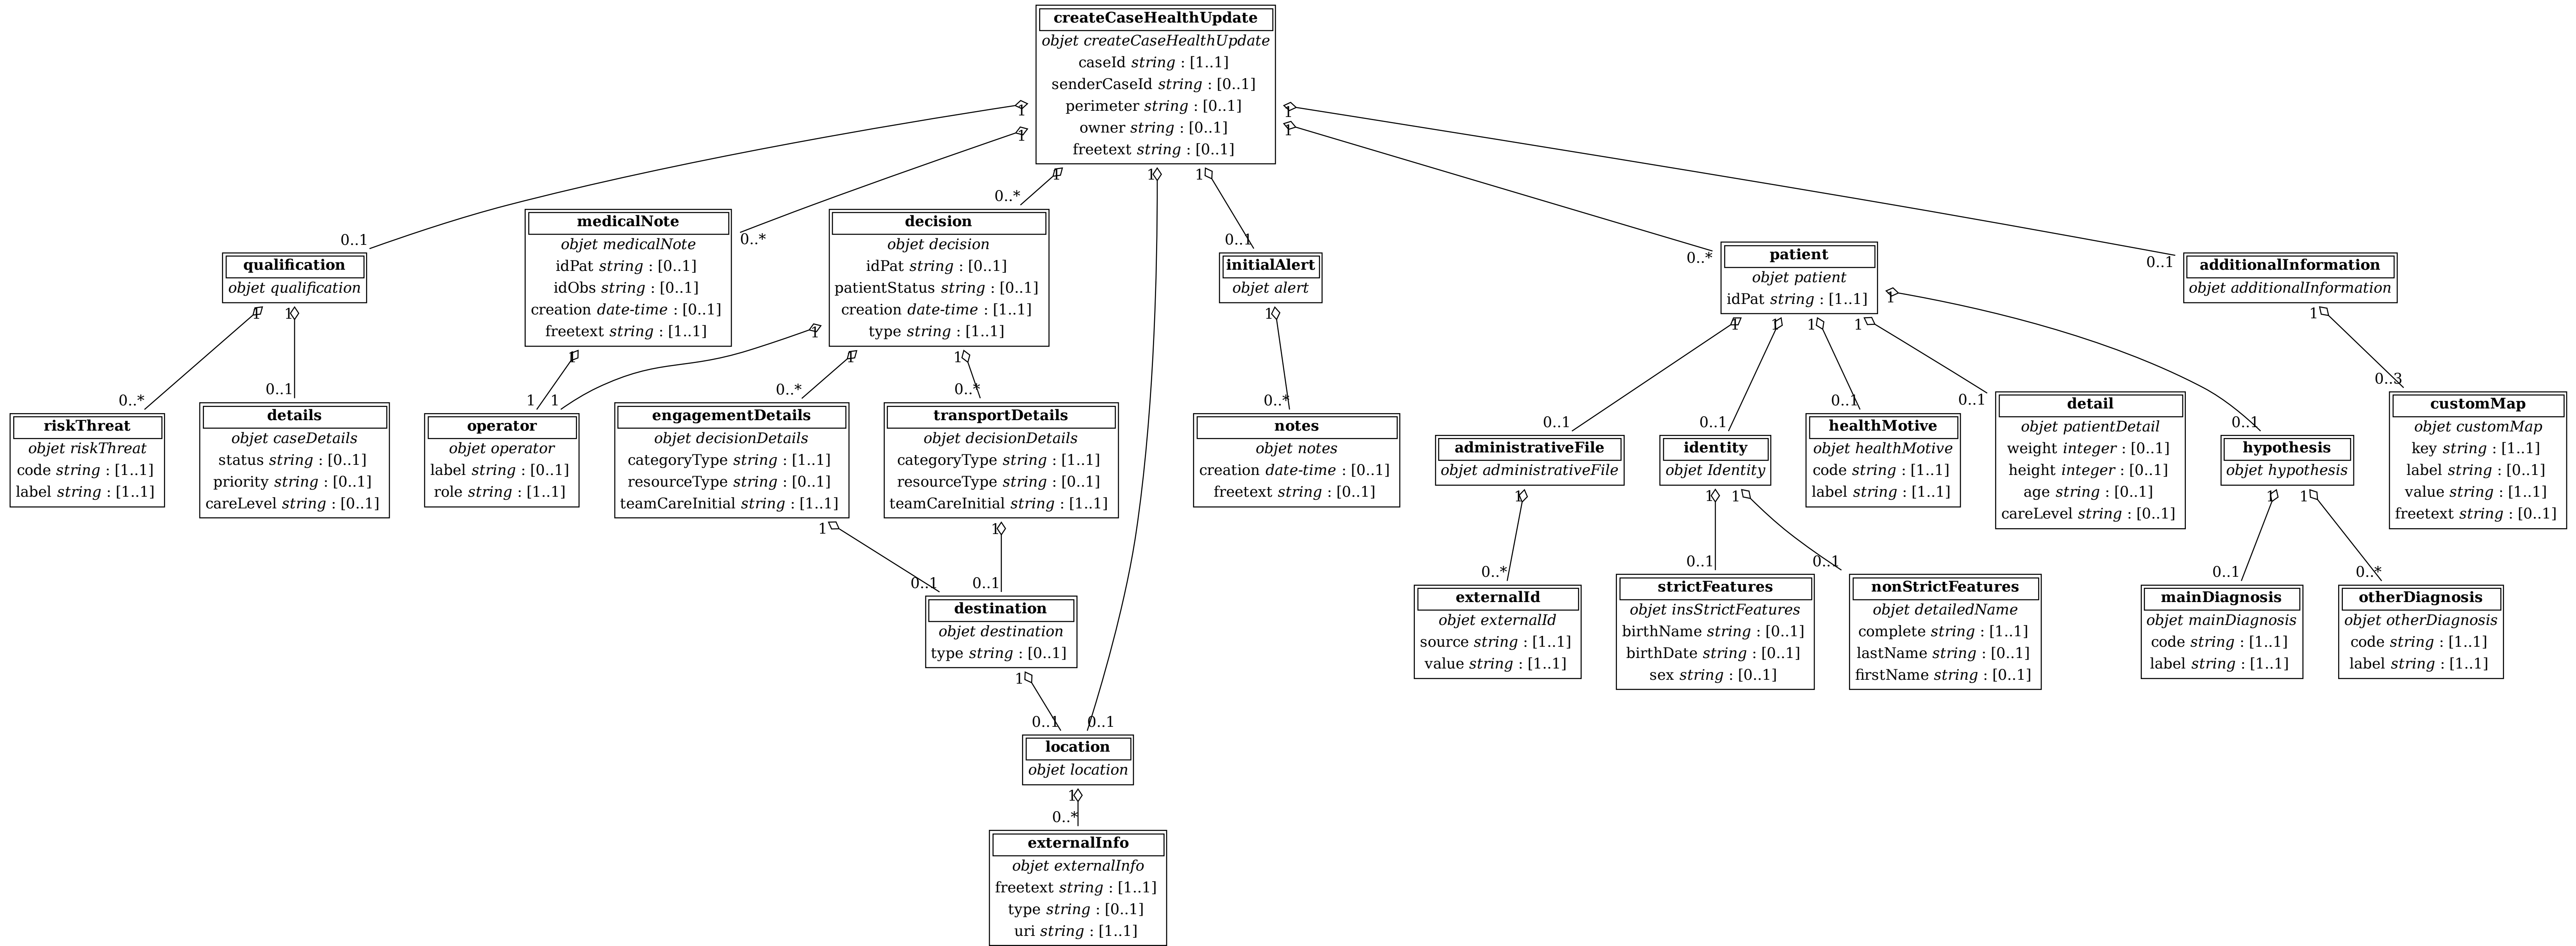 createCaseHealthUpdate
objet createCaseHealthUpdate
caseId string : [1..1]
senderCaseId string : [0..1]
perimeter string : [0..1]
owner string : [0..1]
freetext string : [0..1]
1
1
1
1
1
1
1
0..1
0..*
0..*
0..1
0..*
0..1
qualification
objet qualification
1
1
medicalNote
objet medicalNote
idPat string : [0..1]
idObs string : [0..1]
creation date-time : [0..1]
freetext string : [1..1]
1
decision
objet decision
idPat string : [0..1]
patientStatus string : [0..1]
creation date-time : [1..1]
type string : [1..1]
1
1
1
initialAlert
objet alert
1
patient
objet patient
idPat string : [1..1]
1
1
1
1
1
additionalInformation
objet additionalInformation
1
0..*
riskThreat
objet riskThreat
code string : [1..1]
label string : [1..1]
0..1
details
objet caseDetails
status string : [0..1]
priority string : [0..1]
careLevel string : [0..1]
1
1
operator
objet operator
label string : [0..1]
role string : [1..1]
0..*
engagementDetails
objet decisionDetails
categoryType string : [1..1]
resourceType string : [0..1]
teamCareInitial string : [1..1]
1
0..*
transportDetails
objet decisionDetails
categoryType string : [1..1]
resourceType string : [0..1]
teamCareInitial string : [1..1]
1
0..*
notes
objet notes
creation date-time : [0..1]
freetext string : [0..1]
0..1
administrativeFile
objet administrativeFile
1
0..1
identity
objet Identity
1
1
0..1
healthMotive
objet healthMotive
code string : [1..1]
label string : [1..1]
0..1
detail
objet patientDetail
weight integer : [0..1]
height integer : [0..1]
age string : [0..1]
careLevel string : [0..1]
0..1
hypothesis
objet hypothesis
1
1
0..3
customMap
objet customMap
key string : [1..1]
label string : [0..1]
value string : [1..1]
freetext string : [0..1]
0..1
0..1
destination
objet destination
type string : [0..1]
1
0..*
externalId
objet externalId
source string : [1..1]
value string : [1..1]
0..1
strictFeatures
objet insStrictFeatures
birthName string : [0..1]
birthDate string : [0..1]
sex string : [0..1]
0..1
nonStrictFeatures
objet detailedName
complete string : [1..1]
lastName string : [0..1]
firstName string : [0..1]
0..1
mainDiagnosis
objet mainDiagnosis
code string : [1..1]
label string : [1..1]
0..*
otherDiagnosis
objet otherDiagnosis
code string : [1..1]
label string : [1..1]
0..1
0..1
location
objet location
1
0..*
externalInfo
objet externalInfo
freetext string : [1..1]
type string : [0..1]
uri string : [1..1]